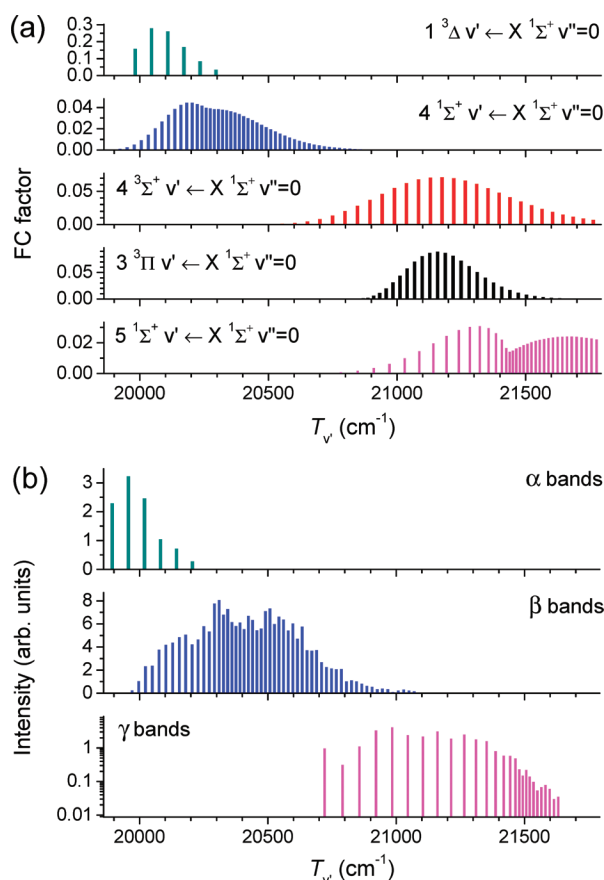 (a)
0.3
0.2
0.1
0.0
1 ³Δ v' ← X ¹Σ⁺ v''=0
0.04
0.02
0.00
4 ¹Σ⁺ v' ← X ¹Σ⁺ v''=0
0.05
0.00
4 ³Σ⁺ v' ← X ¹Σ⁺ v''=0
0.05
0.00
3 ³Π v' ← X ¹Σ⁺ v''=0
0.02
0.00
5 ¹Σ⁺ v' ← X ¹Σ⁺ v''=0
FC factor
20000 20500 21000 21500
Tᵥ' (cm⁻¹)
(b)
3
2
1
0
α bands
8
6
4
2
0
β bands
1
0.1
0.01
γ bands
Intensity (arb. units)
20000 20500 21000 21500
Tᵥ' (cm⁻¹)